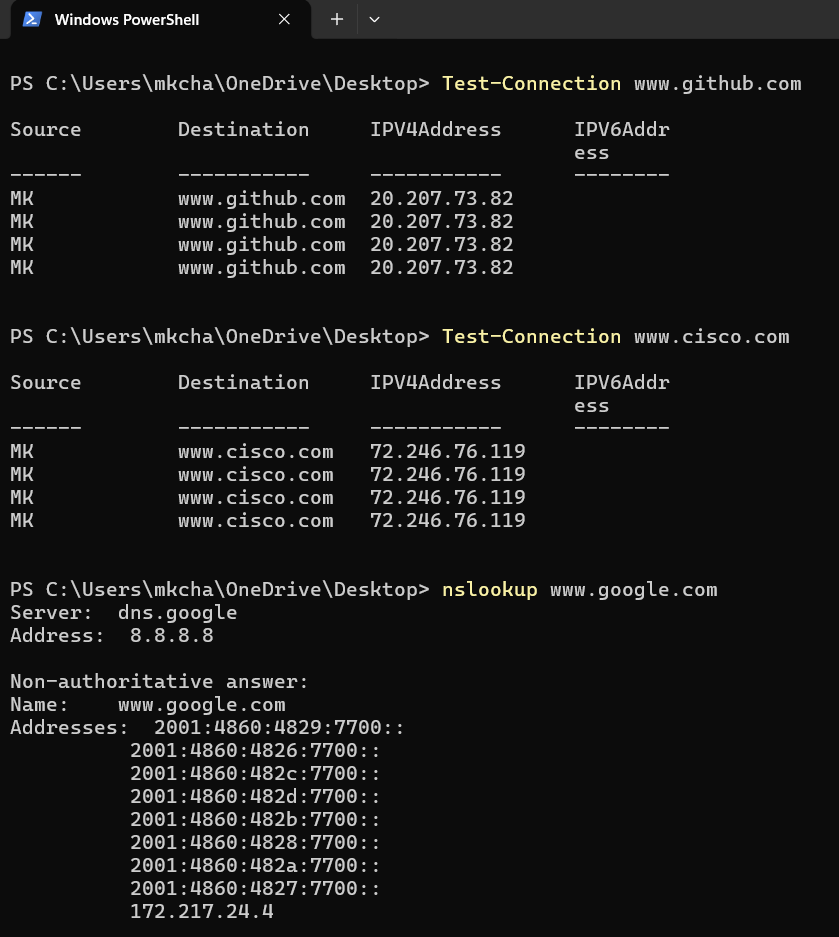 Windows PowerShell
PS C:\Users\mkcha\OneDrive\Desktop> Test-Connection www.github.com
Source        Destination     IPV4Address      IPV6Addr
                                               ess
------        -----------     -----------      --------
MK            www.github.com  20.207.73.82
MK            www.github.com  20.207.73.82
MK            www.github.com  20.207.73.82
MK            www.github.com  20.207.73.82
PS C:\Users\mkcha\OneDrive\Desktop> Test-Connection www.cisco.com
Source        Destination     IPV4Address      IPV6Addr
                                               ess
------        -----------     -----------      --------
MK            www.cisco.com   72.246.76.119
MK            www.cisco.com   72.246.76.119
MK            www.cisco.com   72.246.76.119
MK            www.cisco.com   72.246.76.119
PS C:\Users\mkcha\OneDrive\Desktop> nslookup www.google.com
Server:  dns.google
Address:  8.8.8.8
Non-authoritative answer:
Name:    www.google.com
Addresses:  2001:4860:4829:7700::
          2001:4860:4826:7700::
          2001:4860:482c:7700::
          2001:4860:482d:7700::
          2001:4860:482b:7700::
          2001:4860:4828:7700::
          2001:4860:482a:7700::
          2001:4860:4827:7700::
          172.217.24.4